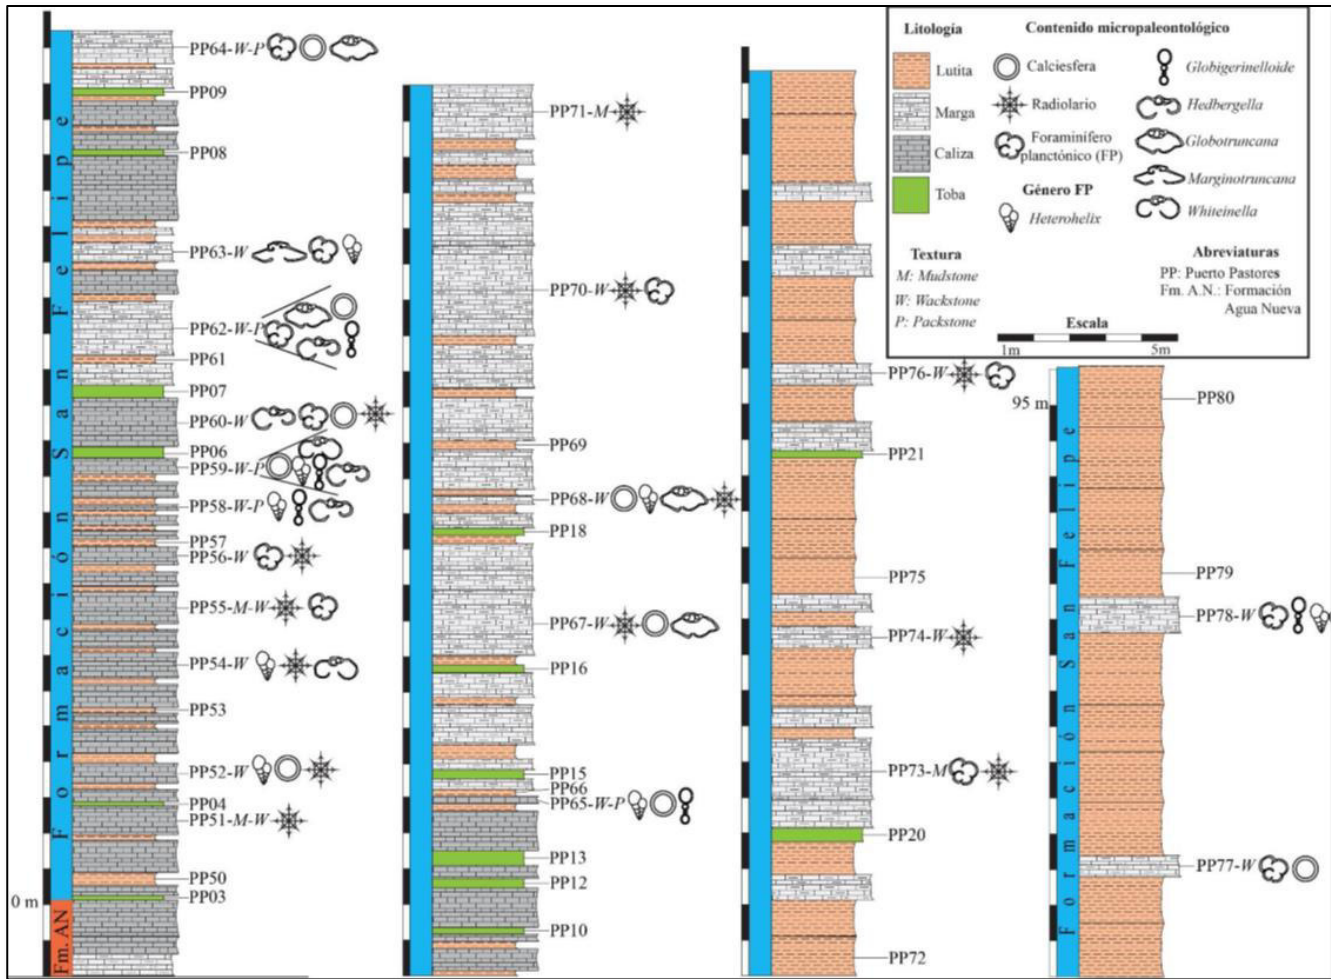 PP64-W-P
PP09
PP08
PP63-W
PP62-W-P
PP61
PP07
PP60-W
PP06
PP59-W-P
PP58-W-P
PP57
PP56-W
PP55-M-W
PP54-W
PP53
PP52-W
PP04
PP51-M-W
PP50
PP03
0 m
Formación San Felipe
Fm. AN
PP71-M
PP70-W
PP69
PP68-W
PP18
PP67-W
PP16
PP15
PP66
PP65-W-P
PP13
PP12
PP10
PP76-W
PP21
PP75
PP74-W
PP73-M
PP20
PP72
Litología
Lutita
Marga
Caliza
Toba
Contenido micropaleontológico
Calciesfera
Radiolario
Foraminífero
planctónico (FP)
Género FP
Heterohelix
Globigerinelloide
Hedbergella
Globotruncana
Marginotruncana
Whiteinella
Textura
M: Mudstone
W: Wackstone
P: Packstone
Abreviaturas
PP: Puerto Pastores
Fm. A.N.: Formación
Agua Nueva
Escala
1m
5m
95 m
PP80
PP79
PP78-W
PP77-W
Formación San Felipe